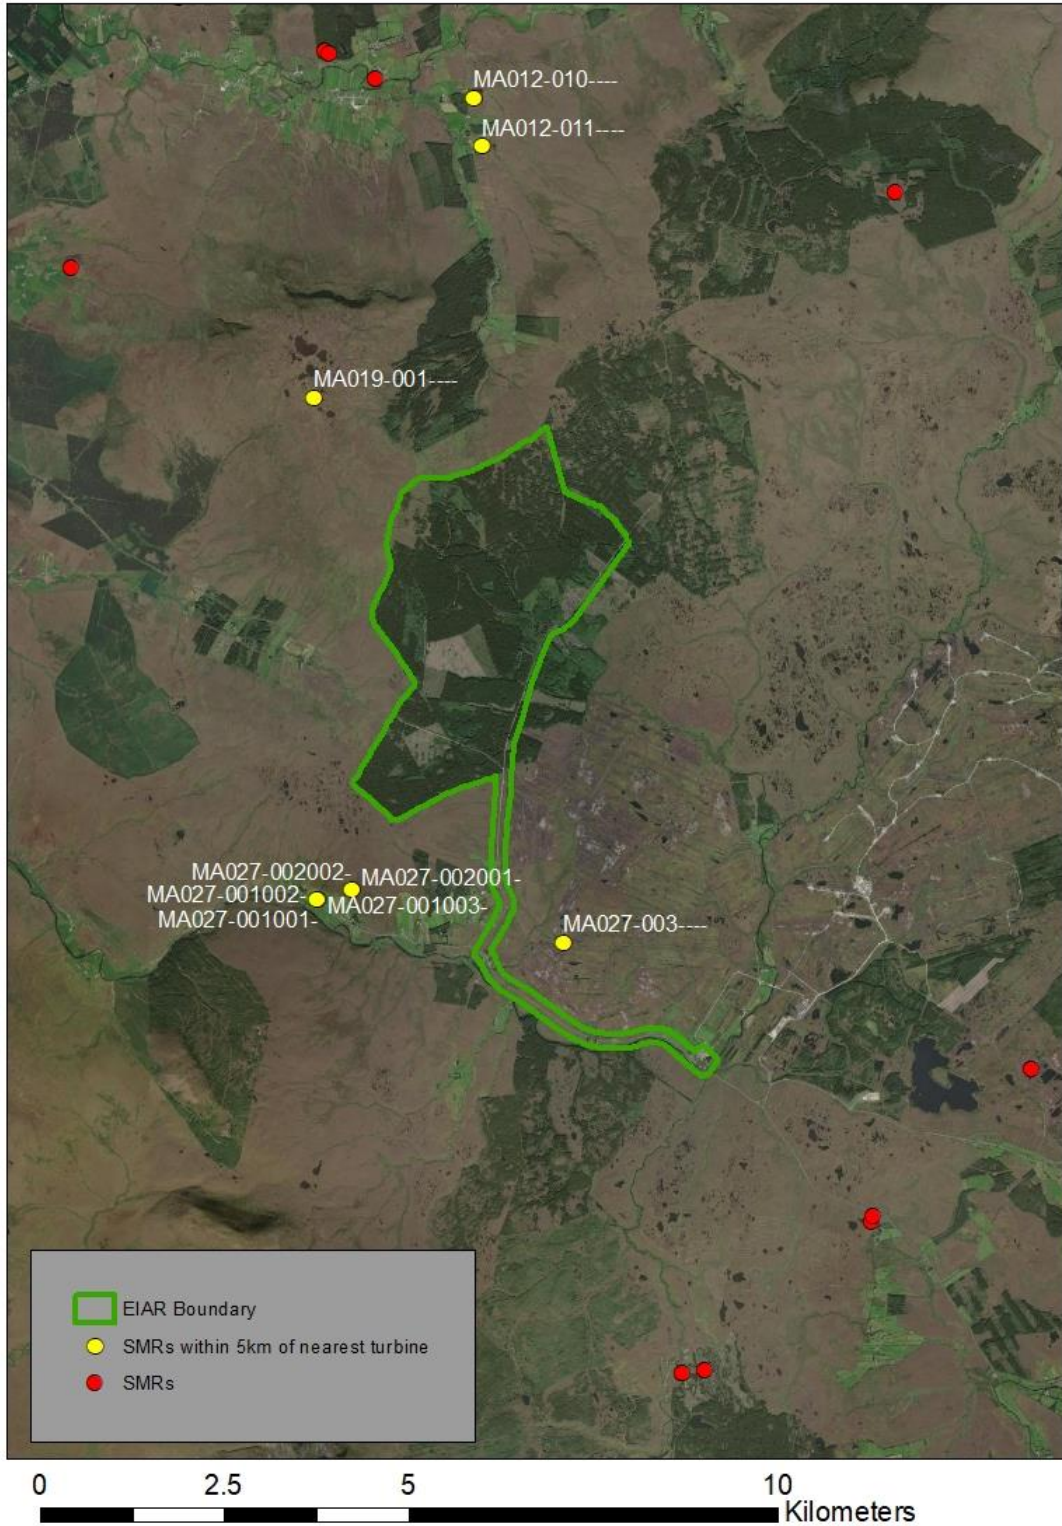 MA012-010----
MA012-011----
MA019-001----
MA027-002002-
MA027-002001-
MA027-001002-
MA027-001003-
MA027-001001-
MA027-003----
EIAR Boundary
SMRs within 5km of nearest turbine
SMRs
0 2.5 5 10
Kilometers